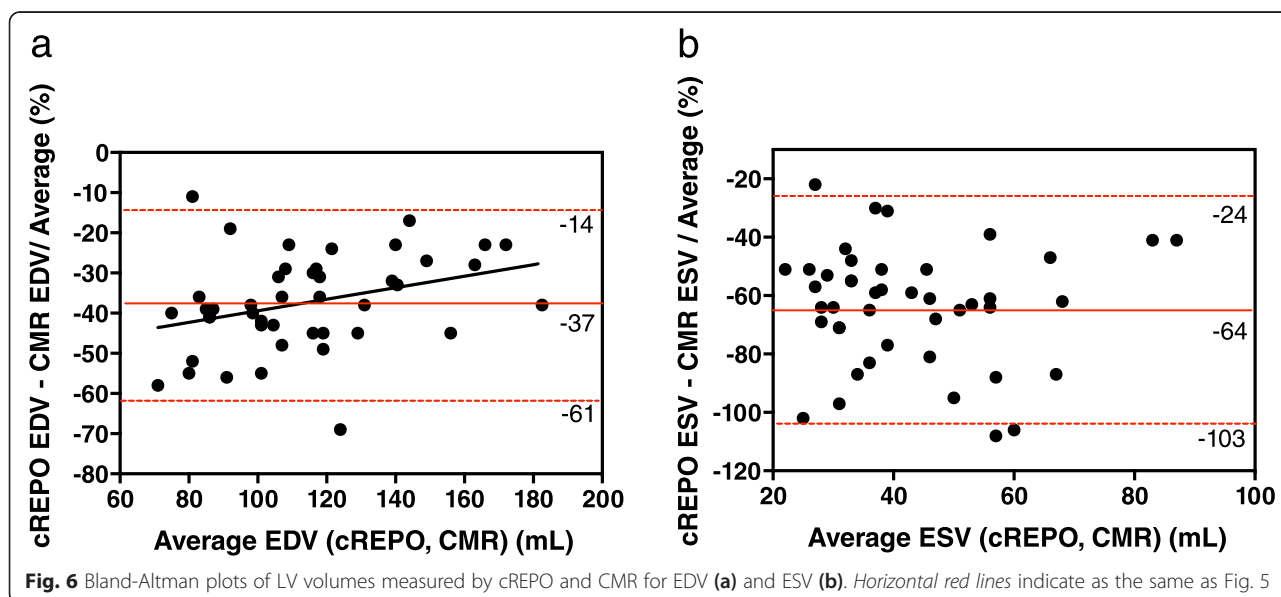 a
cREPO EDV - CMR EDV/ Average (%)
0
-10
-20
-30
-40
-50
-60
-70
-80
-14
-37
-61
60 80 100 120 140 160 180 200
Average EDV (cREPO, CMR) (mL)
b
cREPO ESV - CMR ESV / Average (%)
-20
-40
-60
-80
-100
-120
-24
-64
-103
20 40 60 80 100
Average ESV (cREPO, CMR) (mL)
Fig. 6 Bland-Altman plots of LV volumes measured by cREPO and CMR for EDV (a) and ESV (b). Horizontal red lines indicate as the same as Fig. 5